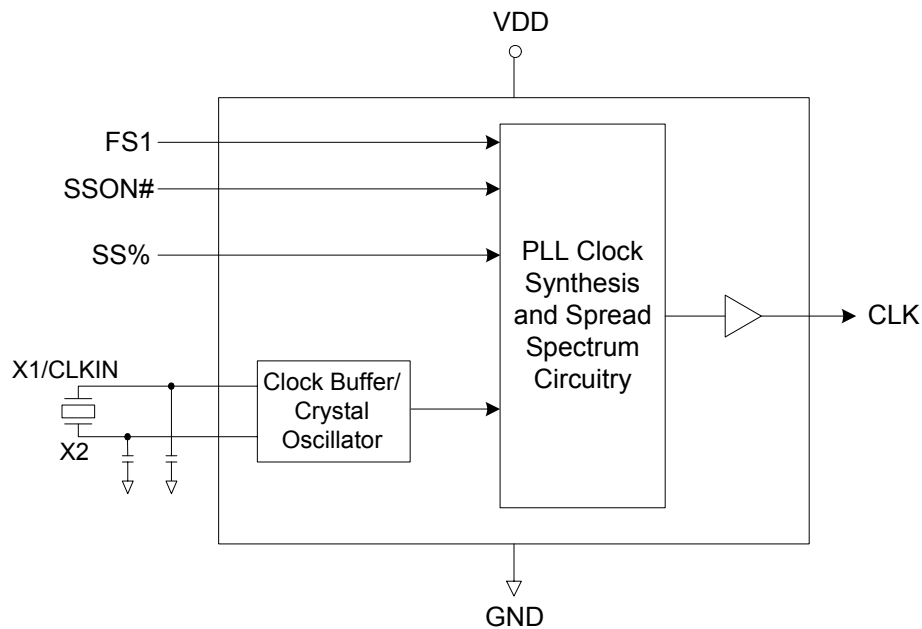 VDD
FS1
SSON#
SS%
PLL Clock
Synthesis
and Spread
Spectrum
Circuitry
CLK
X1/CLKIN
X2
Clock Buffer/
Crystal
Oscillator
GND